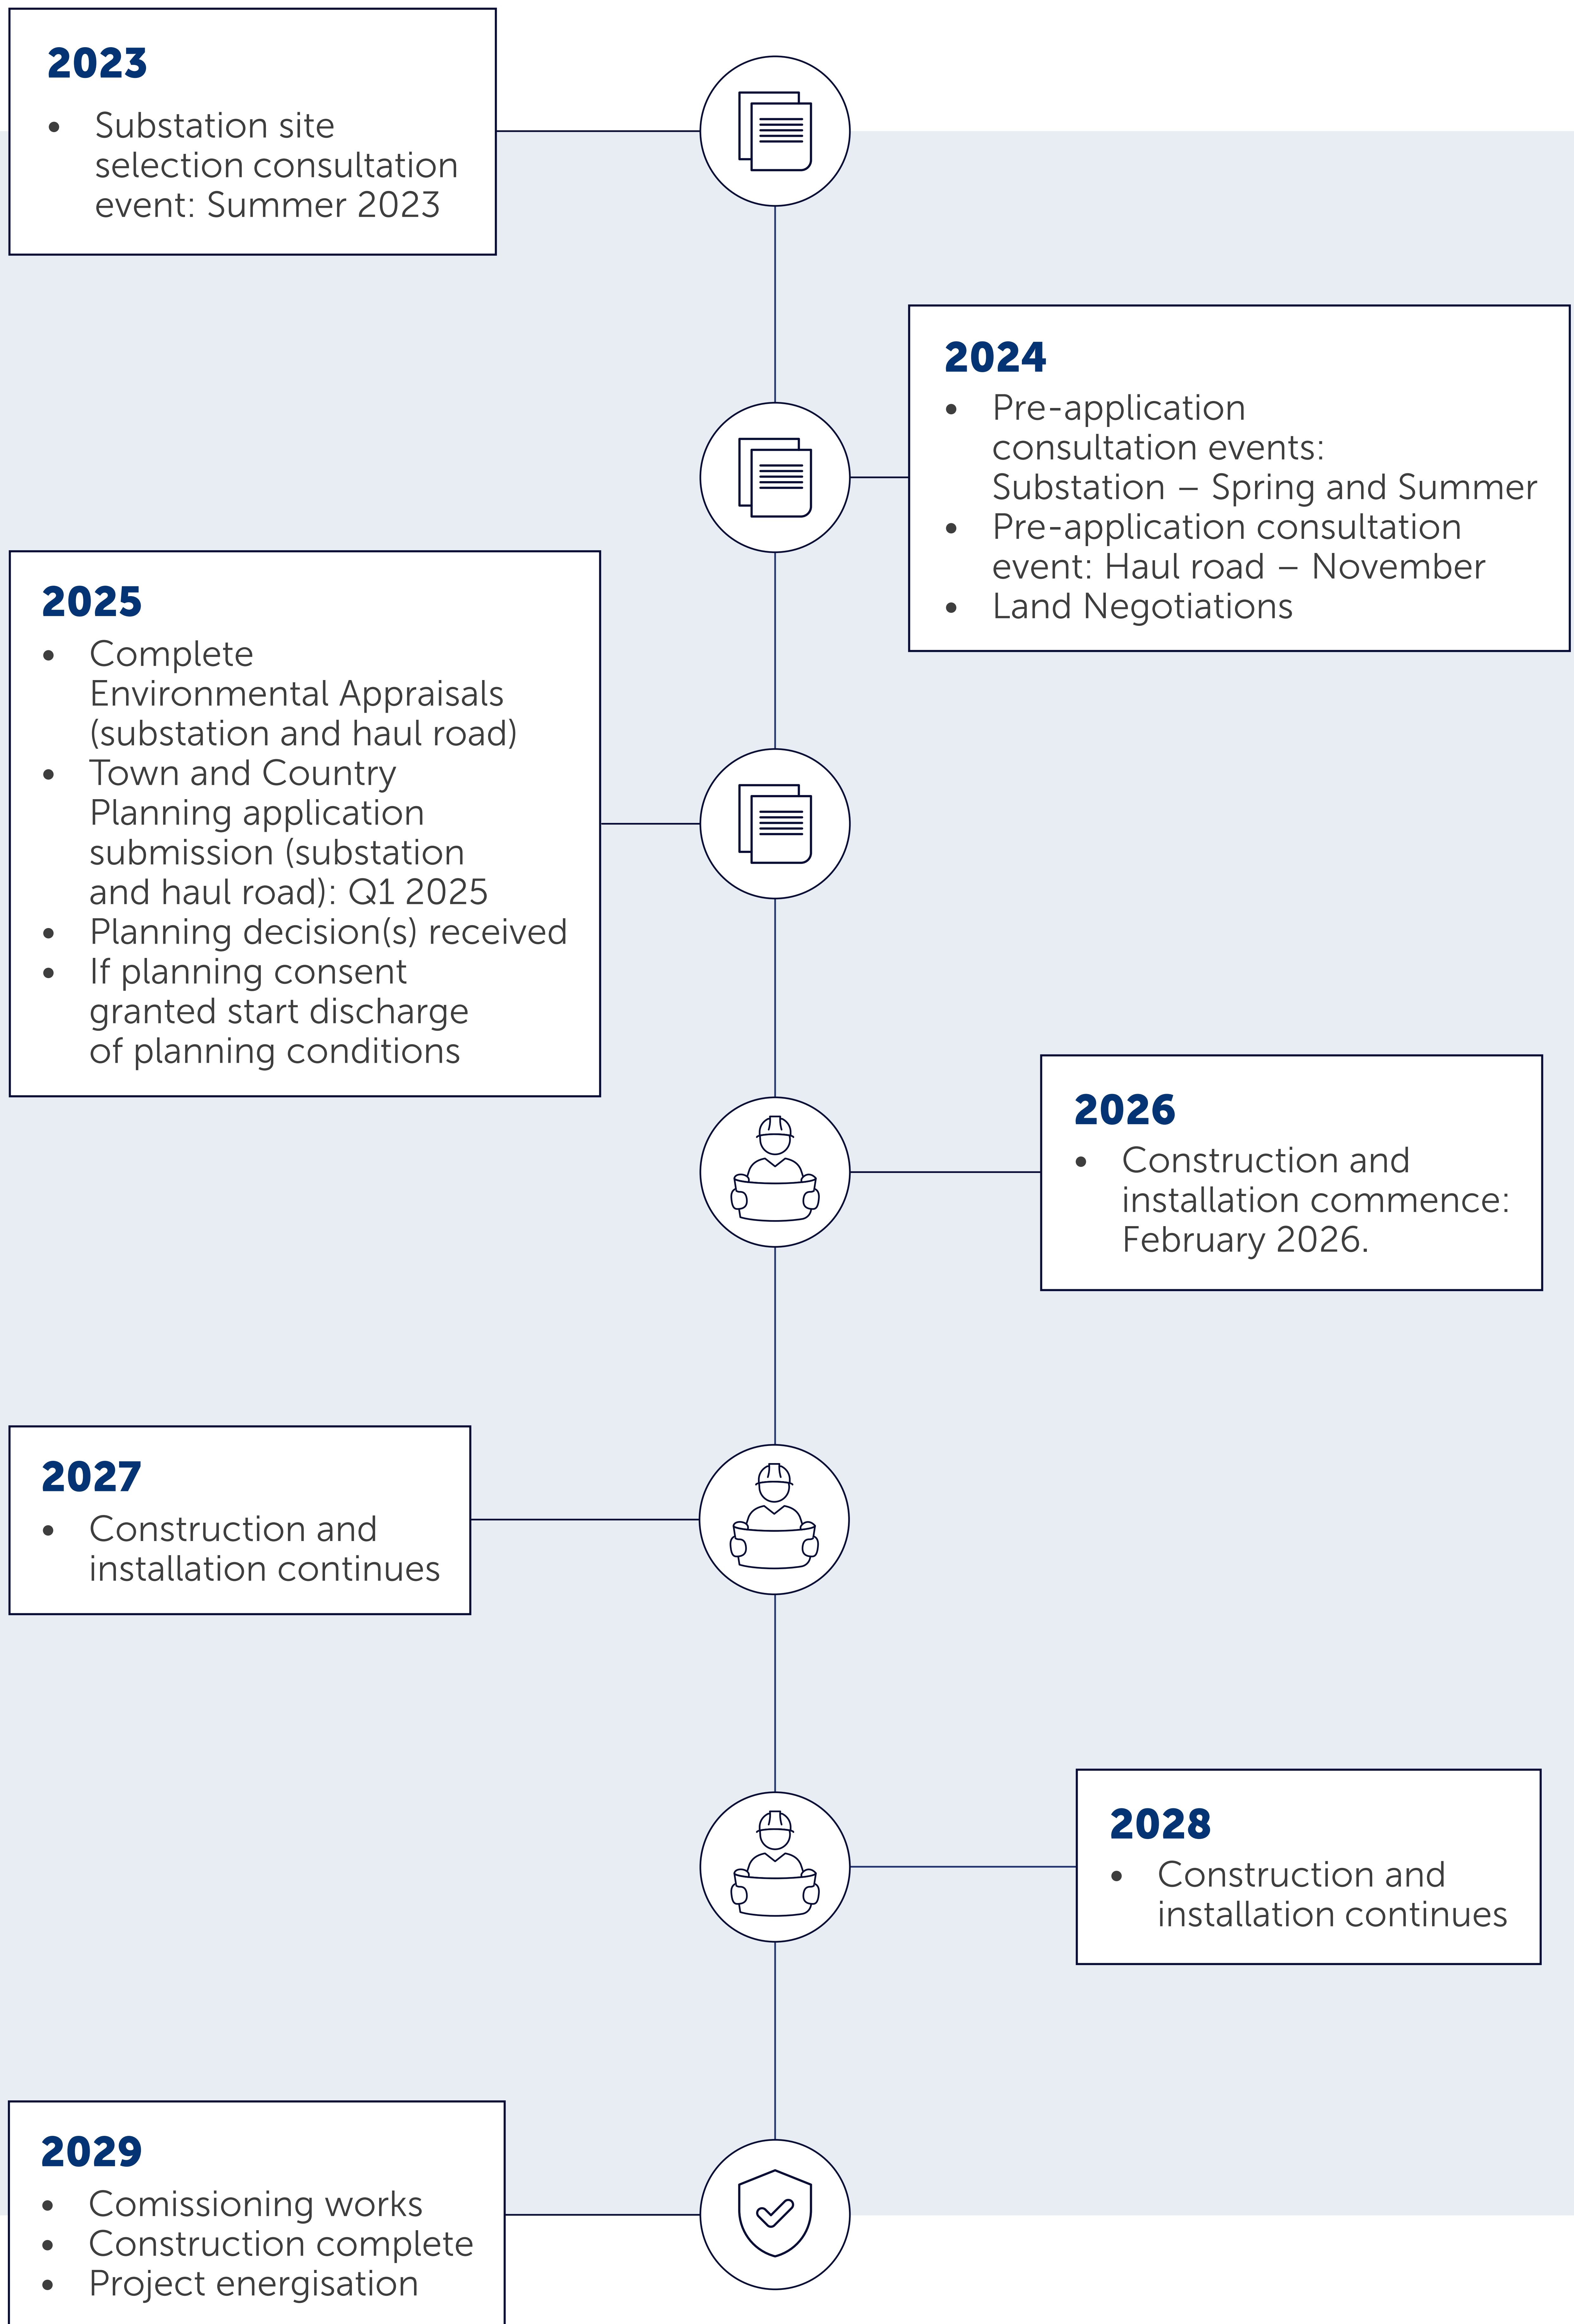 2023
• Substation site
selection consultation
event: Summer 2023
2024
• Pre-application
consultation events:
Substation – Spring and Summer
• Pre-application consultation
event: Haul road – November
• Land Negotiations
2025
• Complete
Environmental Appraisals
(substation and haul road)
• Town and Country
Planning application
submission (substation
and haul road): Q1 2025
• Planning decision(s) received
• If planning consent
granted start discharge
of planning conditions
2026
• Construction and
installation commence:
February 2026.
2027
• Construction and
installation continues
2028
• Construction and
installation continues
2029
• Comissioning works
• Construction complete
• Project energisation